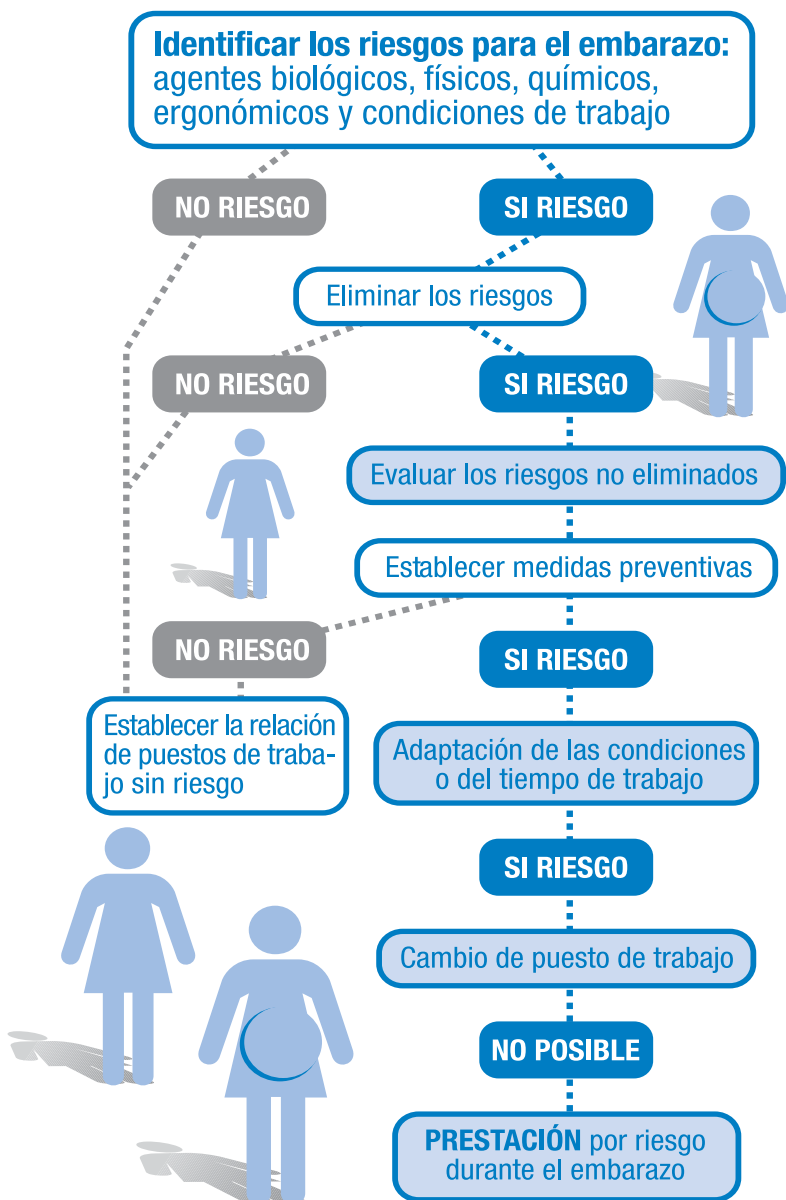 Identificar los riesgos para el embarazo:
agentes biológicos, físicos, químicos,
ergonómicos y condiciones de trabajo
NO RIESGO
SI RIESGO
Eliminar los riesgos
NO RIESGO
SI RIESGO
Evaluar los riesgos no eliminados
Establecer medidas preventivas
NO RIESGO
SI RIESGO
Establecer la relación
de puestos de traba-
jo sin riesgo
Adaptación de las condiciones
o del tiempo de trabajo
SI RIESGO
Cambio de puesto de trabajo
NO POSIBLE
PRESTACIÓN por riesgo
durante el embarazo